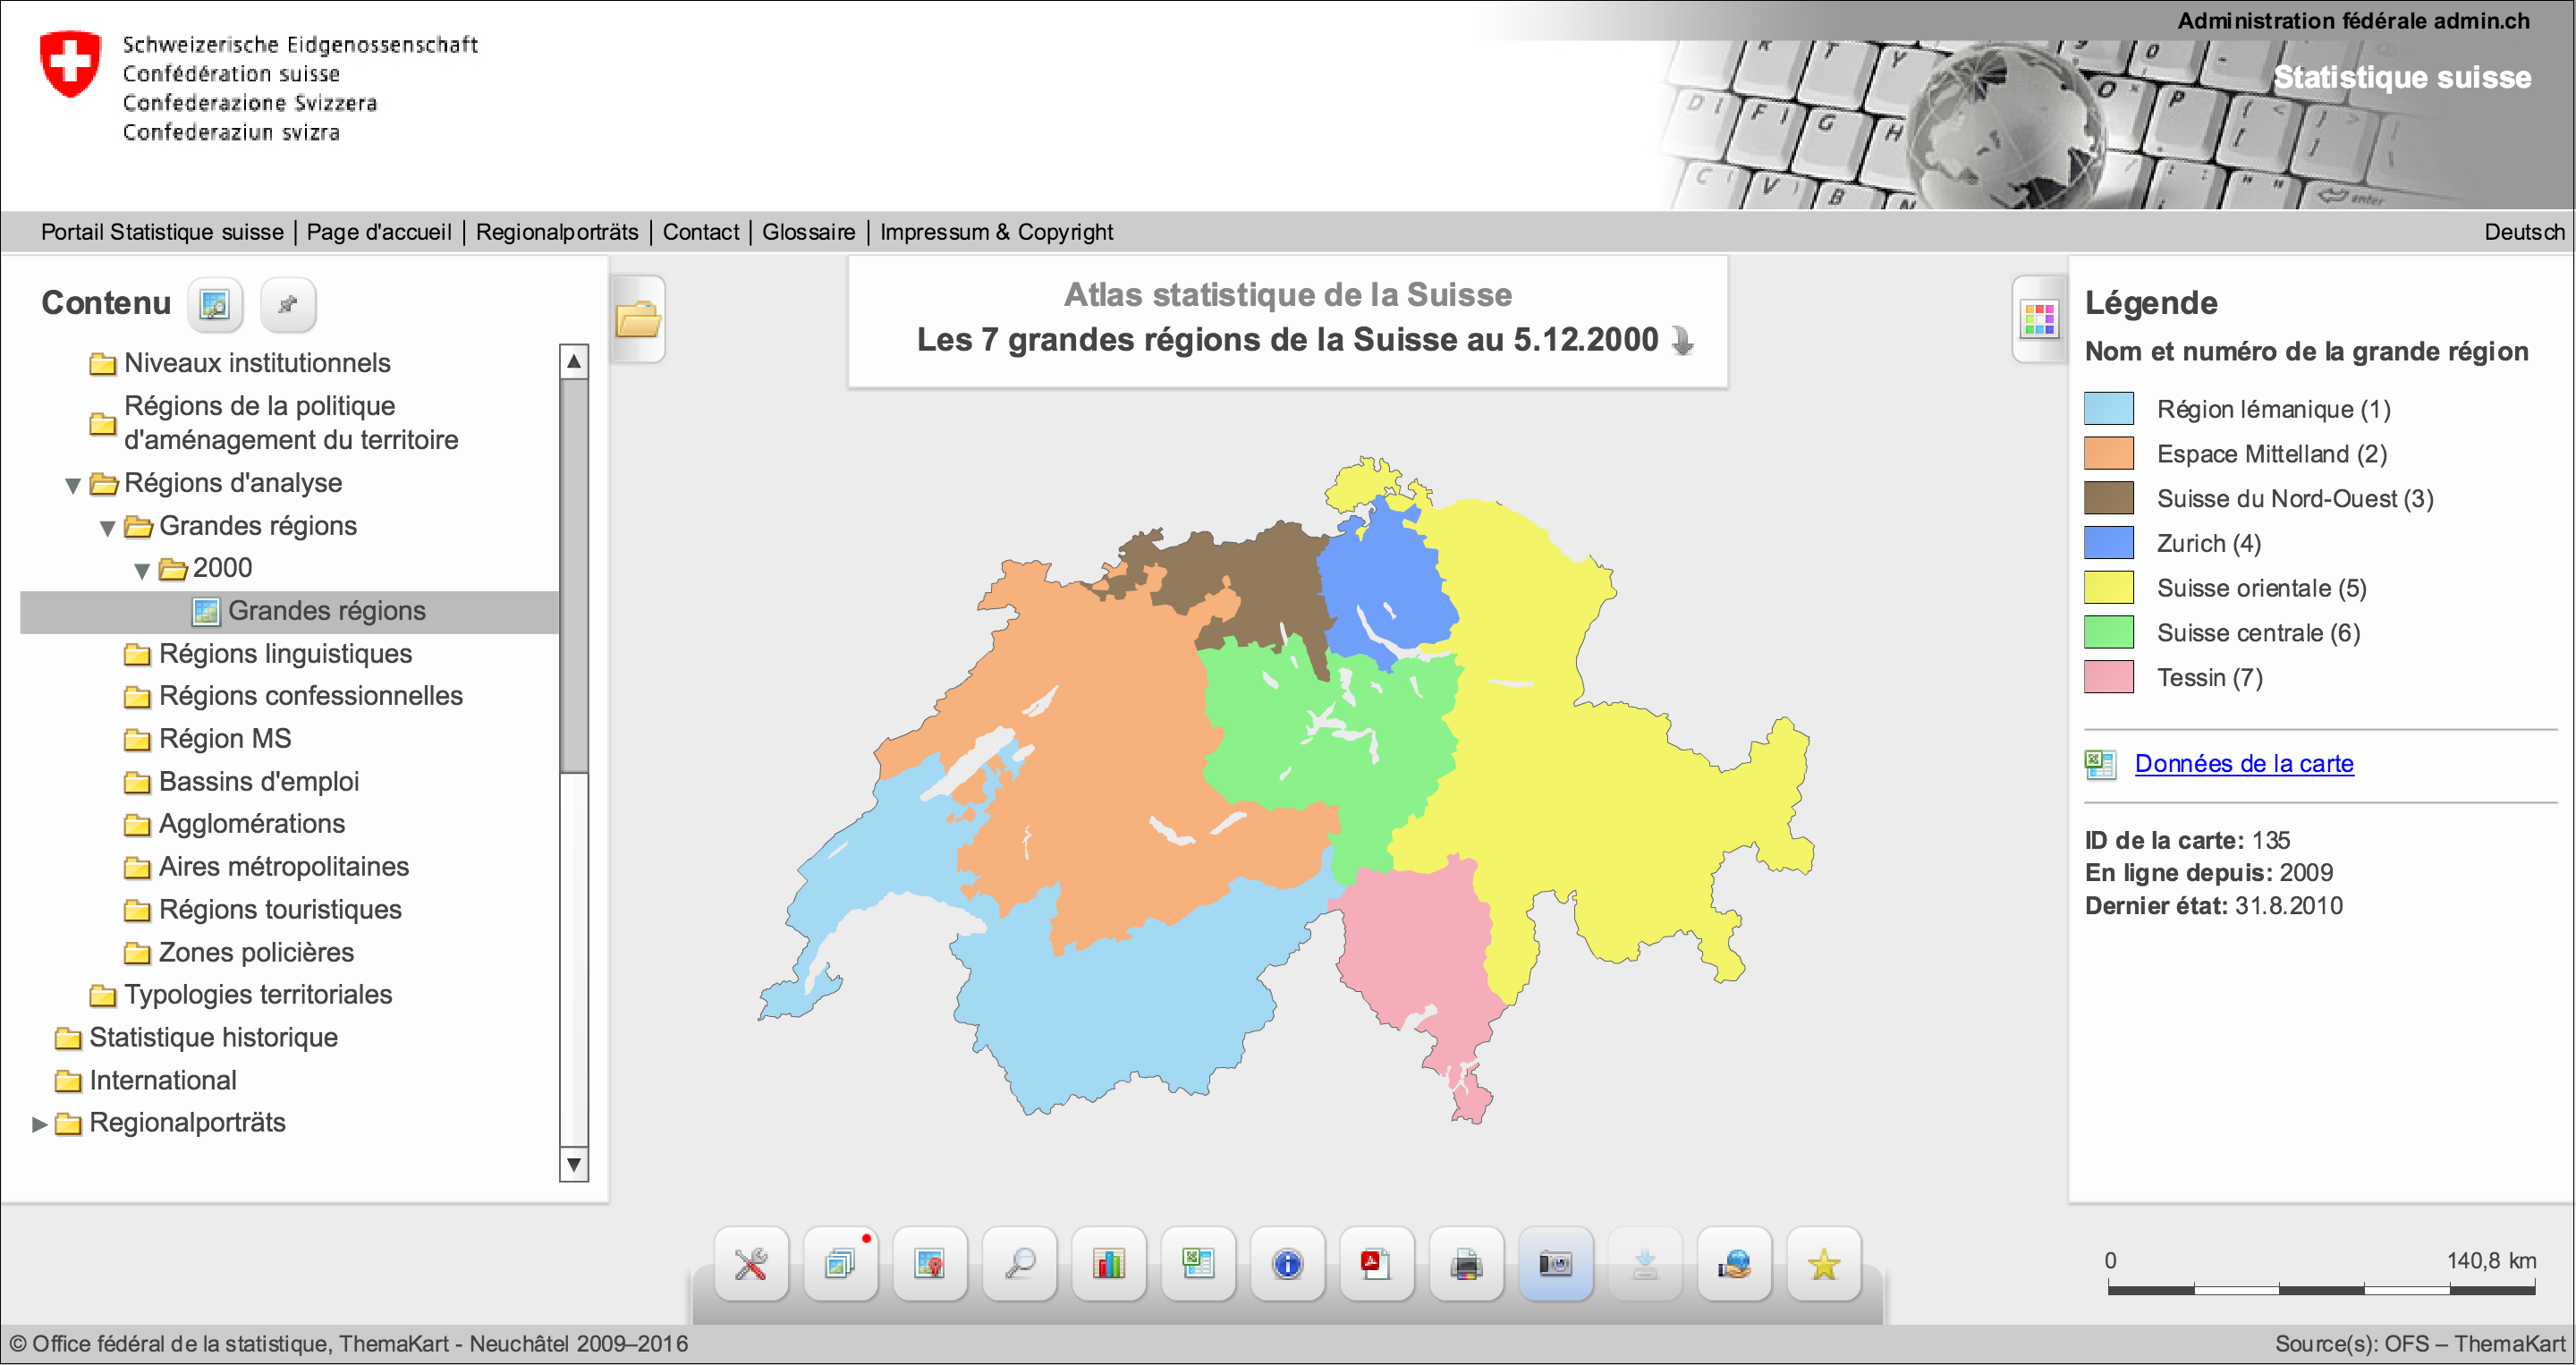 Schweizerische Eidgenossenschaft
Confédération suisse
Confederazione Svizzera
Confederaziun svizra
Administration fédérale admin.ch
Statistique suisse
Portail Statistique suisse | Page d'accueil | Regionalporträts | Contact | Glossaire | Impressum & Copyright
Deutsch
Contenu
Niveaux institutionnels
Régions de la politique
d'aménagement du territoire
Régions d'analyse
Grandes régions
2000
Grandes régions
Régions linguistiques
Régions confessionnelles
Région MS
Bassins d'emploi
Agglomérations
Aires métropolitaines
Régions touristiques
Zones policières
Typologies territoriales
Statistique historique
International
Regionalporträts
Atlas statistique de la Suisse
Les 7 grandes régions de la Suisse au 5.12.2000
Légende
Nom et numéro de la grande région
Région lémanique (1)
Espace Mittelland (2)
Suisse du Nord-Ouest (3)
Zurich (4)
Suisse orientale (5)
Suisse centrale (6)
Tessin (7)
Données de la carte
ID de la carte: 135
En ligne depuis: 2009
Dernier état: 31.8.2010
0 140,8 km
© Office fédéral de la statistique, ThemaKart - Neuchâtel 2009–2016
Source(s): OFS – ThemaKart